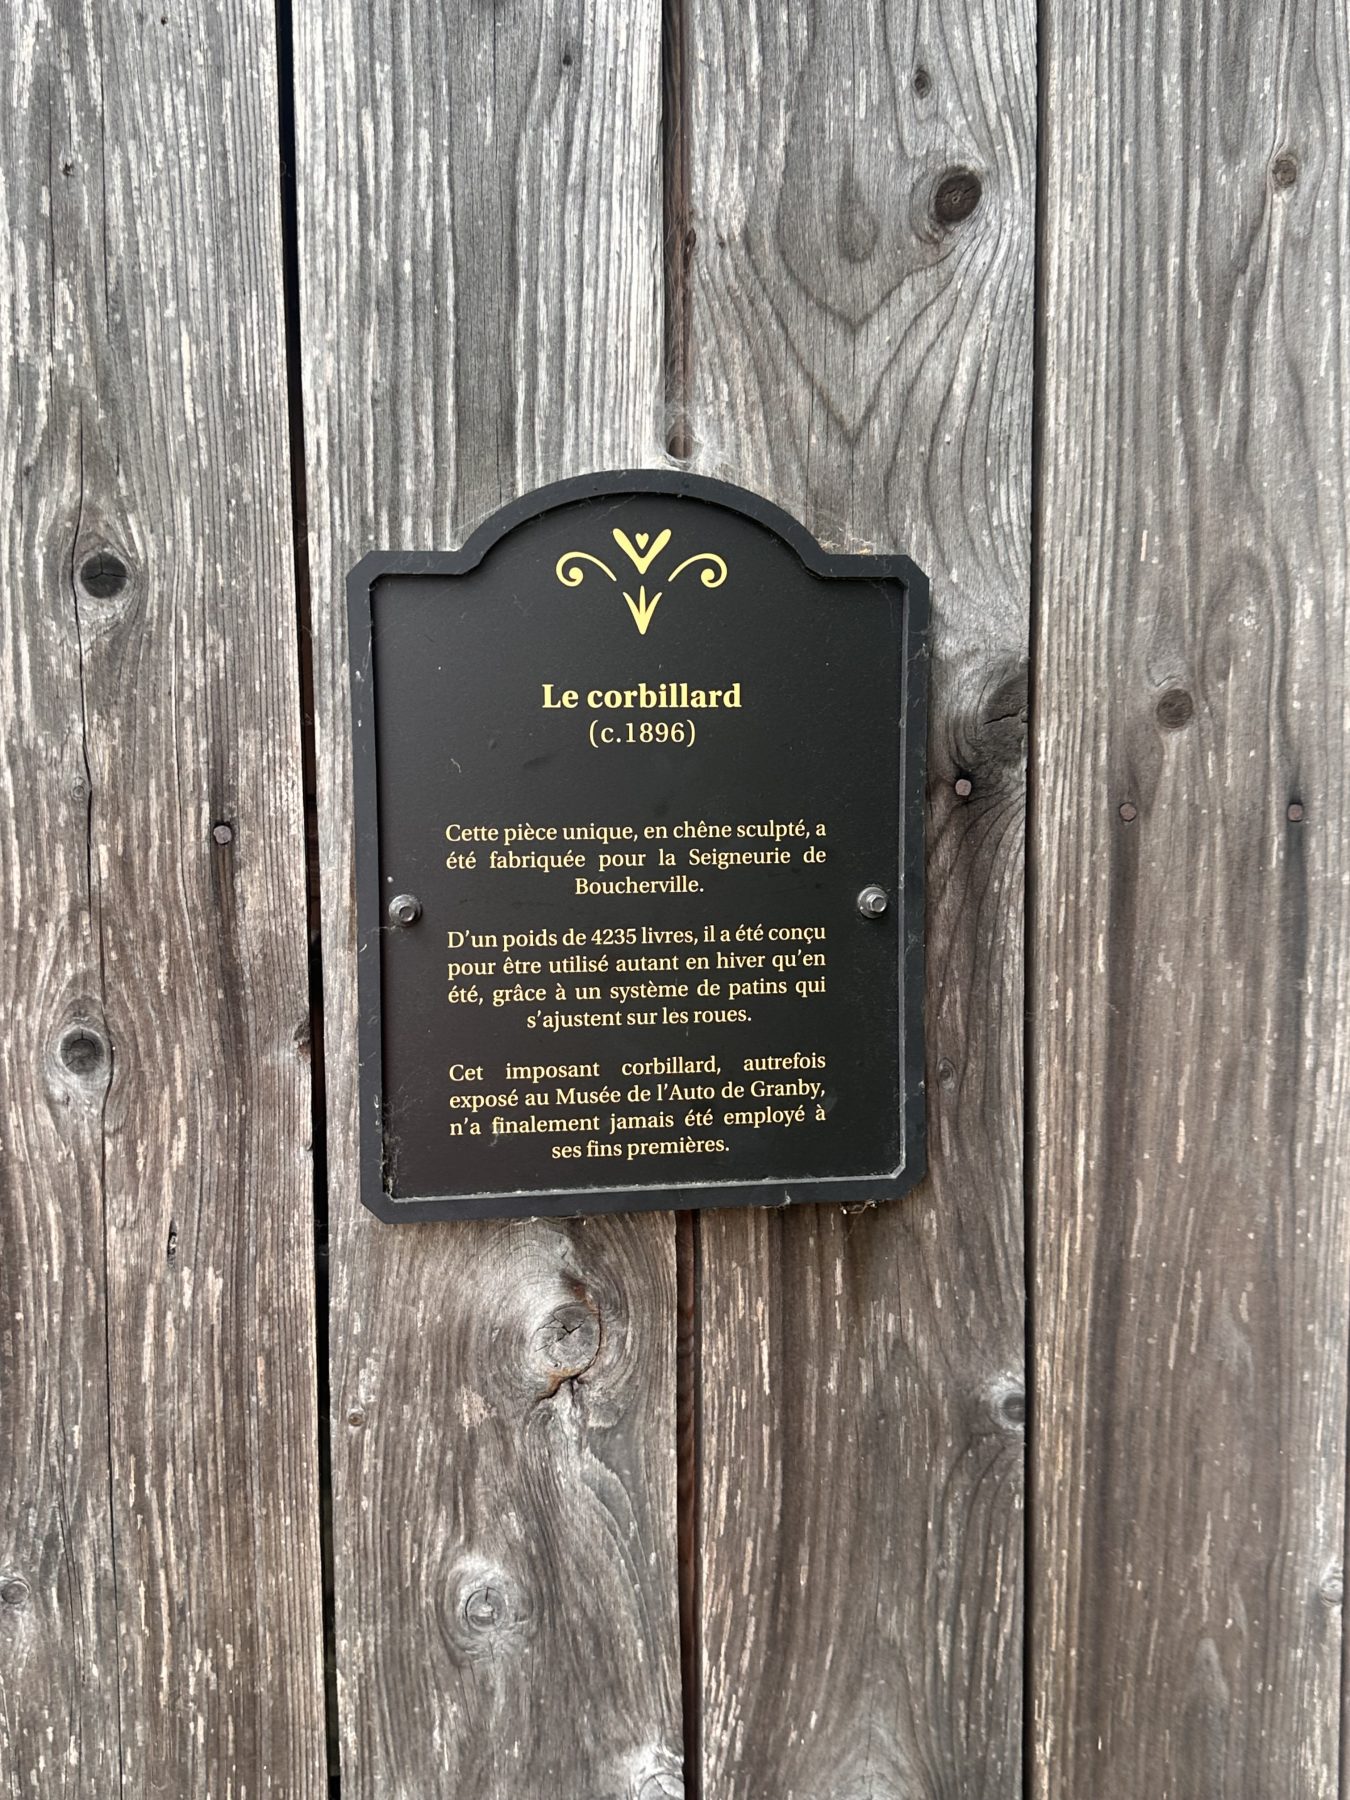 Le corbillard
(c.1896)
Cette pièce unique, en chêne sculpté, a
été fabriquée pour la Seigneurie de
Boucherville.
D’un poids de 4235 livres, il a été conçu
pour être utilisé autant en hiver qu’en
été, grâce à un système de patins qui
s’ajustent sur les roues.
Cet imposant corbillard, autrefois
exposé au Musée de l’Auto de Granby,
n’a finalement jamais été employé à
ses fins premières.